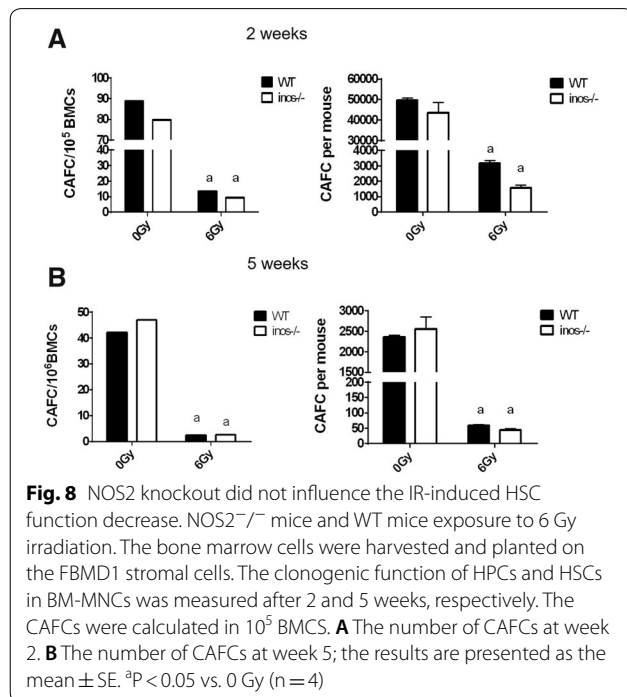 A
2 weeks
CAFC/10⁵ BMCs
90
80
70
60
40
30
20
10
0
0Gy
6Gy
a a
WT
inos-/-
CAFC per mouse
60000
50000
40000
30000
20000
4000
3000
2000
1000
0
0Gy
6Gy
a
a
WT
inos-/-
B
5 weeks
CAFC/10⁶BMCs
50
40
30
20
10
0
0Gy
6Gy
a a
WT
inos-/-
CAFC per mouse
3000
2500
2000
1500
200
150
100
50
0
0Gy
6Gy
a a
WT
inos-/-
Fig. 8 NOS2 knockout did not influence the IR-induced HSC
function decrease. NOS2⁻/⁻ mice and WT mice exposure to 6 Gy
irradiation. The bone marrow cells were harvested and planted on
the FBMD1 stromal cells. The clonogenic function of HPCs and HSCs
in BM-MNCs was measured after 2 and 5 weeks, respectively. The
CAFCs were calculated in 10⁵ BMCS. A The number of CAFCs at week
2. B The number of CAFCs at week 5; the results are presented as the
mean ± SE. ᵃP < 0.05 vs. 0 Gy (n = 4)